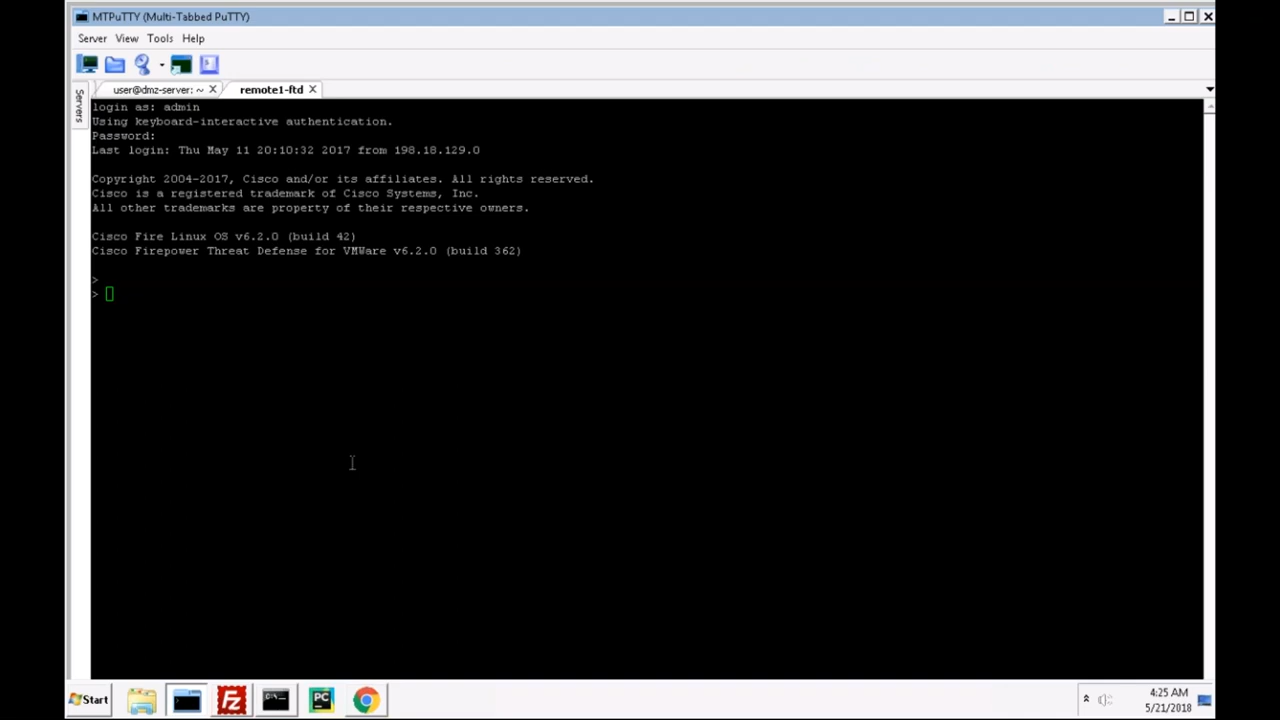 MTPuTTY (Multi-Tabbed PuTTY)
Server View Tools Help
user@dmz-server: ~ remote1-ftd
Servers
login as: admin
Using keyboard-interactive authentication.
Password:
Last login: Thu May 11 20:10:32 2017 from 198.18.129.0
Copyright 2004-2017, Cisco and/or its affiliates. All rights reserved.
Cisco is a registered trademark of Cisco Systems, Inc.
All other trademarks are property of their respective owners.
Cisco Fire Linux OS v6.2.0 (build 42)
Cisco Firepower Threat Defense for VMWare v6.2.0 (build 362)
>
>
Start
FZ
PC
4:25 AM
5/21/2018